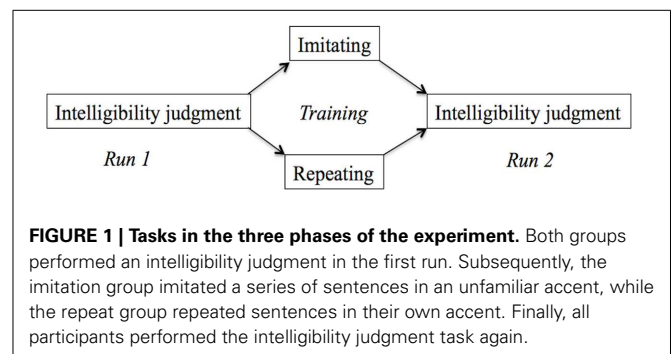 Imitating
Intelligibility judgment
Training
Intelligibility judgment
Run 1
Run 2
Repeating
FIGURE 1 | Tasks in the three phases of the experiment. Both groups
performed an intelligibility judgment in the first run. Subsequently, the
imitation group imitated a series of sentences in an unfamiliar accent, while
the repeat group repeated sentences in their own accent. Finally, all
participants performed the intelligibility judgment task again.